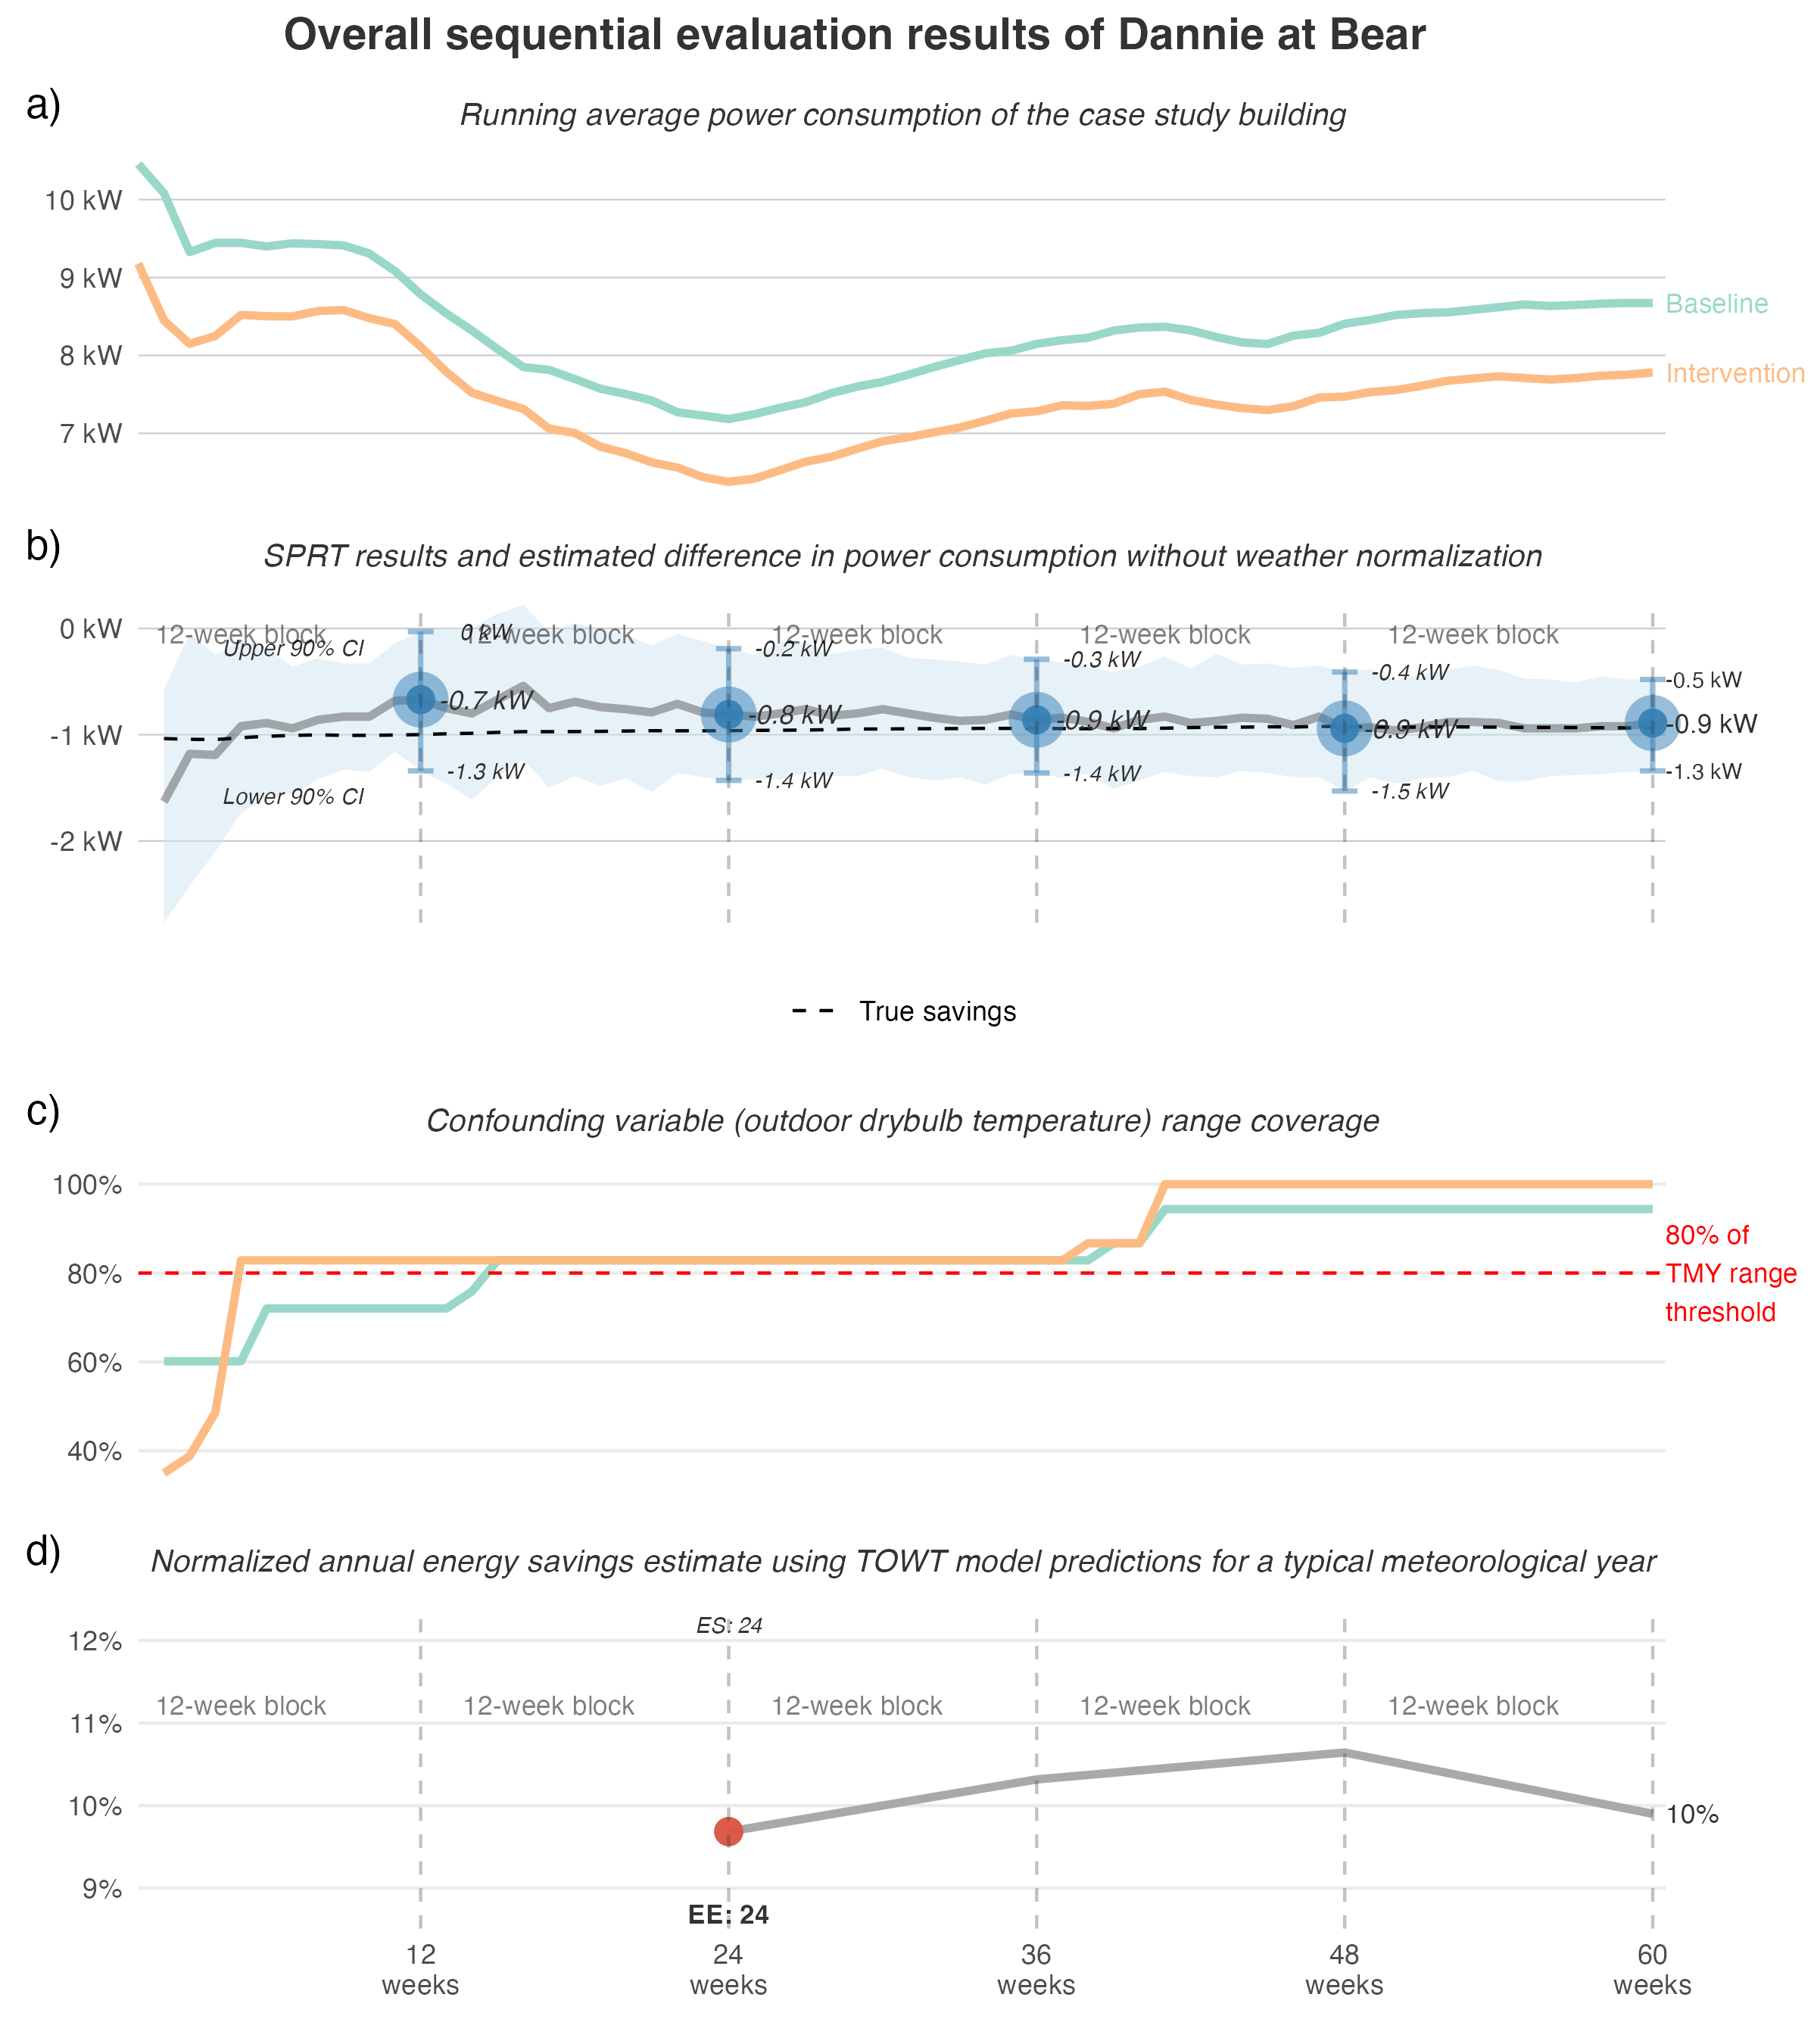 Overall sequential evaluation results of Dannie at Bear
a)
Running average power consumption of the case study building
10 kW
9 kW
8 kW
7 kW
Baseline
Intervention
b)
SPRT results and estimated difference in power consumption without weather normalization
0 kW
-1 kW
-2 kW
12-week block
12-week block
12-week block
12-week block
12-week block
Upper 90% CI
Lower 90% CI
0 kW
-0.7 kW
-1.3 kW
-0.2 kW
-0.8 kW
-1.4 kW
-0.3 kW
-0.9 kW
-1.4 kW
-0.4 kW
-0.9 kW
-1.5 kW
-0.5 kW
-0.9 kW
-1.3 kW
True savings
c)
Confounding variable (outdoor drybulb temperature) range coverage
100%
80%
60%
40%
80% of
TMY range
threshold
d)
Normalized annual energy savings estimate using TOWT model predictions for a typical meteorological year
ES: 24
12%
11%
10%
9%
12-week block
12-week block
12-week block
12-week block
12-week block
10%
EE: 24
12
weeks
24
weeks
36
weeks
48
weeks
60
weeks